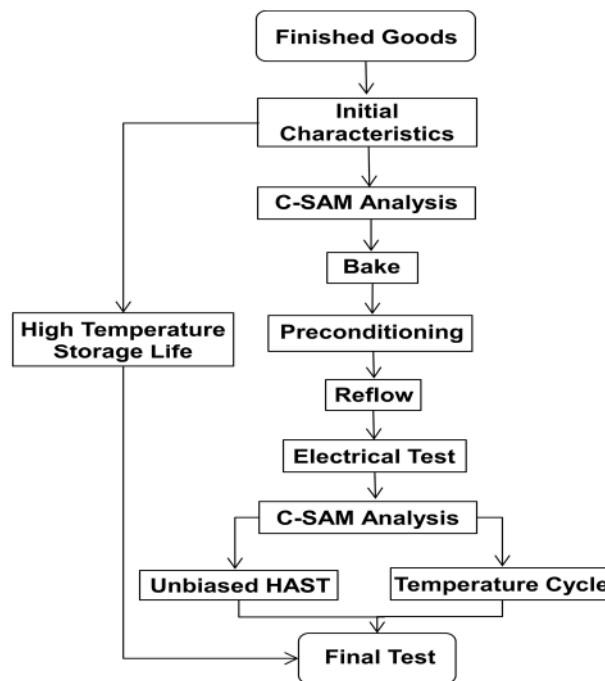 Finished Goods
Initial
Characteristics
C-SAM Analysis
Bake
High Temperature
Storage Life
Preconditioning
Reflow
Electrical Test
C-SAM Analysis
Unbiased HAST
Temperature Cycle
Final Test